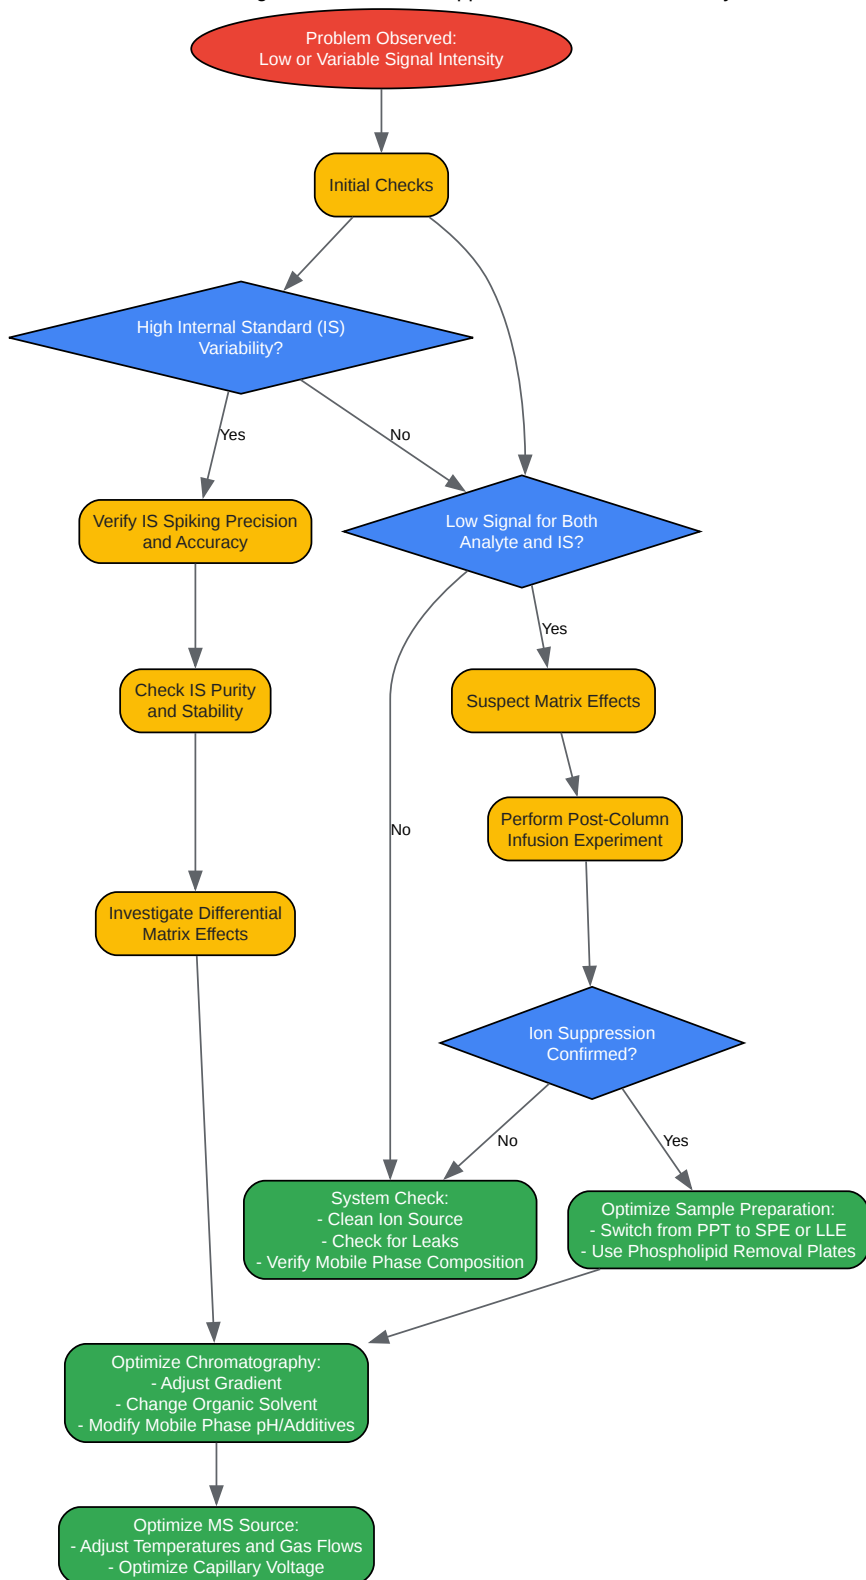 Problem Observed:
Low or Variable Signal Intensity
Initial Checks
High Internal Standard (IS)
Variability?
Yes
No
Verify IS Spiking Precision
and Accuracy
Low Signal for Both
Analyte and IS?
Yes
Check IS Purity
and Stability
Suspect Matrix Effects
No
Perform Post-Column
Infusion Experiment
Investigate Differential
Matrix Effects
Ion Suppression
Confirmed?
No
Yes
System Check:
- Clean Ion Source
- Check for Leaks
- Verify Mobile Phase Composition
Optimize Sample Preparation:
- Switch from PPT to SPE or LLE
- Use Phospholipid Removal Plates
Optimize Chromatography:
- Adjust Gradient
- Change Organic Solvent
- Modify Mobile Phase pH/Additives
Optimize MS Source:
- Adjust Temperatures and Gas Flows
- Optimize Capillary Voltage